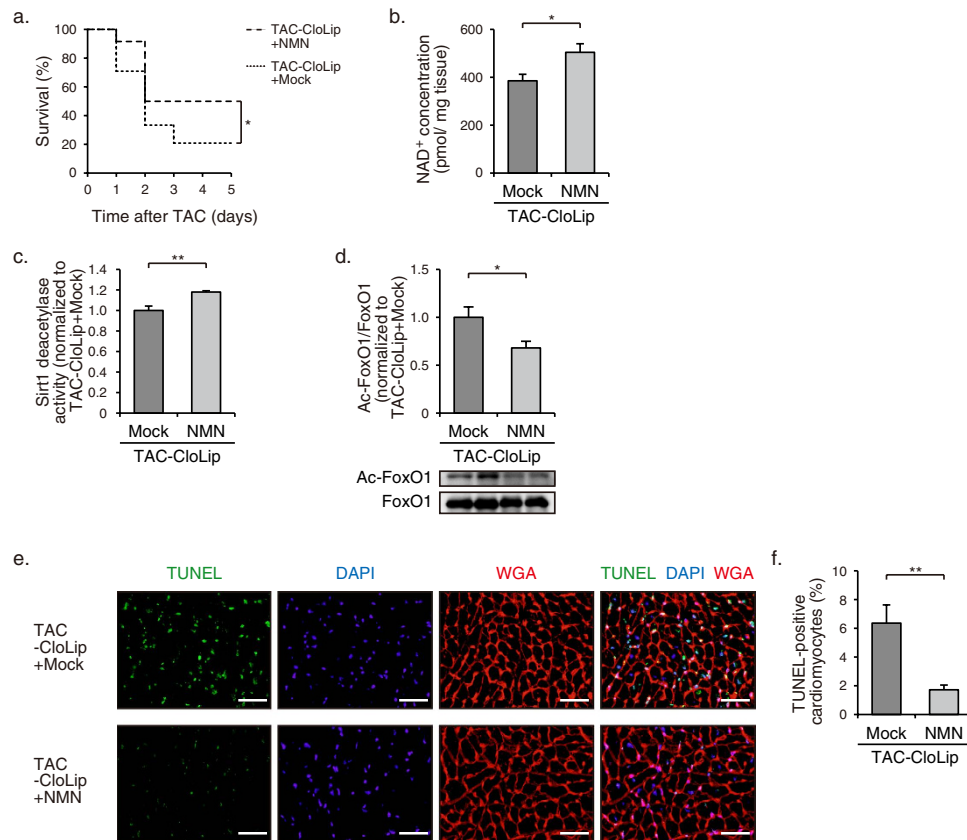 a.
100
80
60
40
20
0
0 1 2 3 4 5
Survival (%)
Time after TAC (days)
TAC-CloLip
+NMN
TAC-CloLip
+Mock
*
b.
*
600
400
200
0
NAD+ concentration
(pmol/ mg tissue)
Mock NMN
TAC-CloLip
c.
**
1.4
1.2
1.0
0.8
0.6
0.4
0.2
0
Sirt1 deacetylase
activity (normalized to
TAC-CloLip+Mock)
Mock NMN
TAC-CloLip
d.
*
1.5
1.0
0.5
0.0
Ac-FoxO1/FoxO1
(normalized to
TAC-CloLip+Mock)
Mock NMN
TAC-CloLip
Ac-FoxO1
FoxO1
e.
TUNEL DAPI WGA TUNEL DAPI WGA
TAC
-CloLip
+Mock
TAC
-CloLip
+NMN
f.
**
10
8
6
4
2
0
TUNEL-positive
cardiomyocytes (%)
Mock NMN
TAC-CloLip